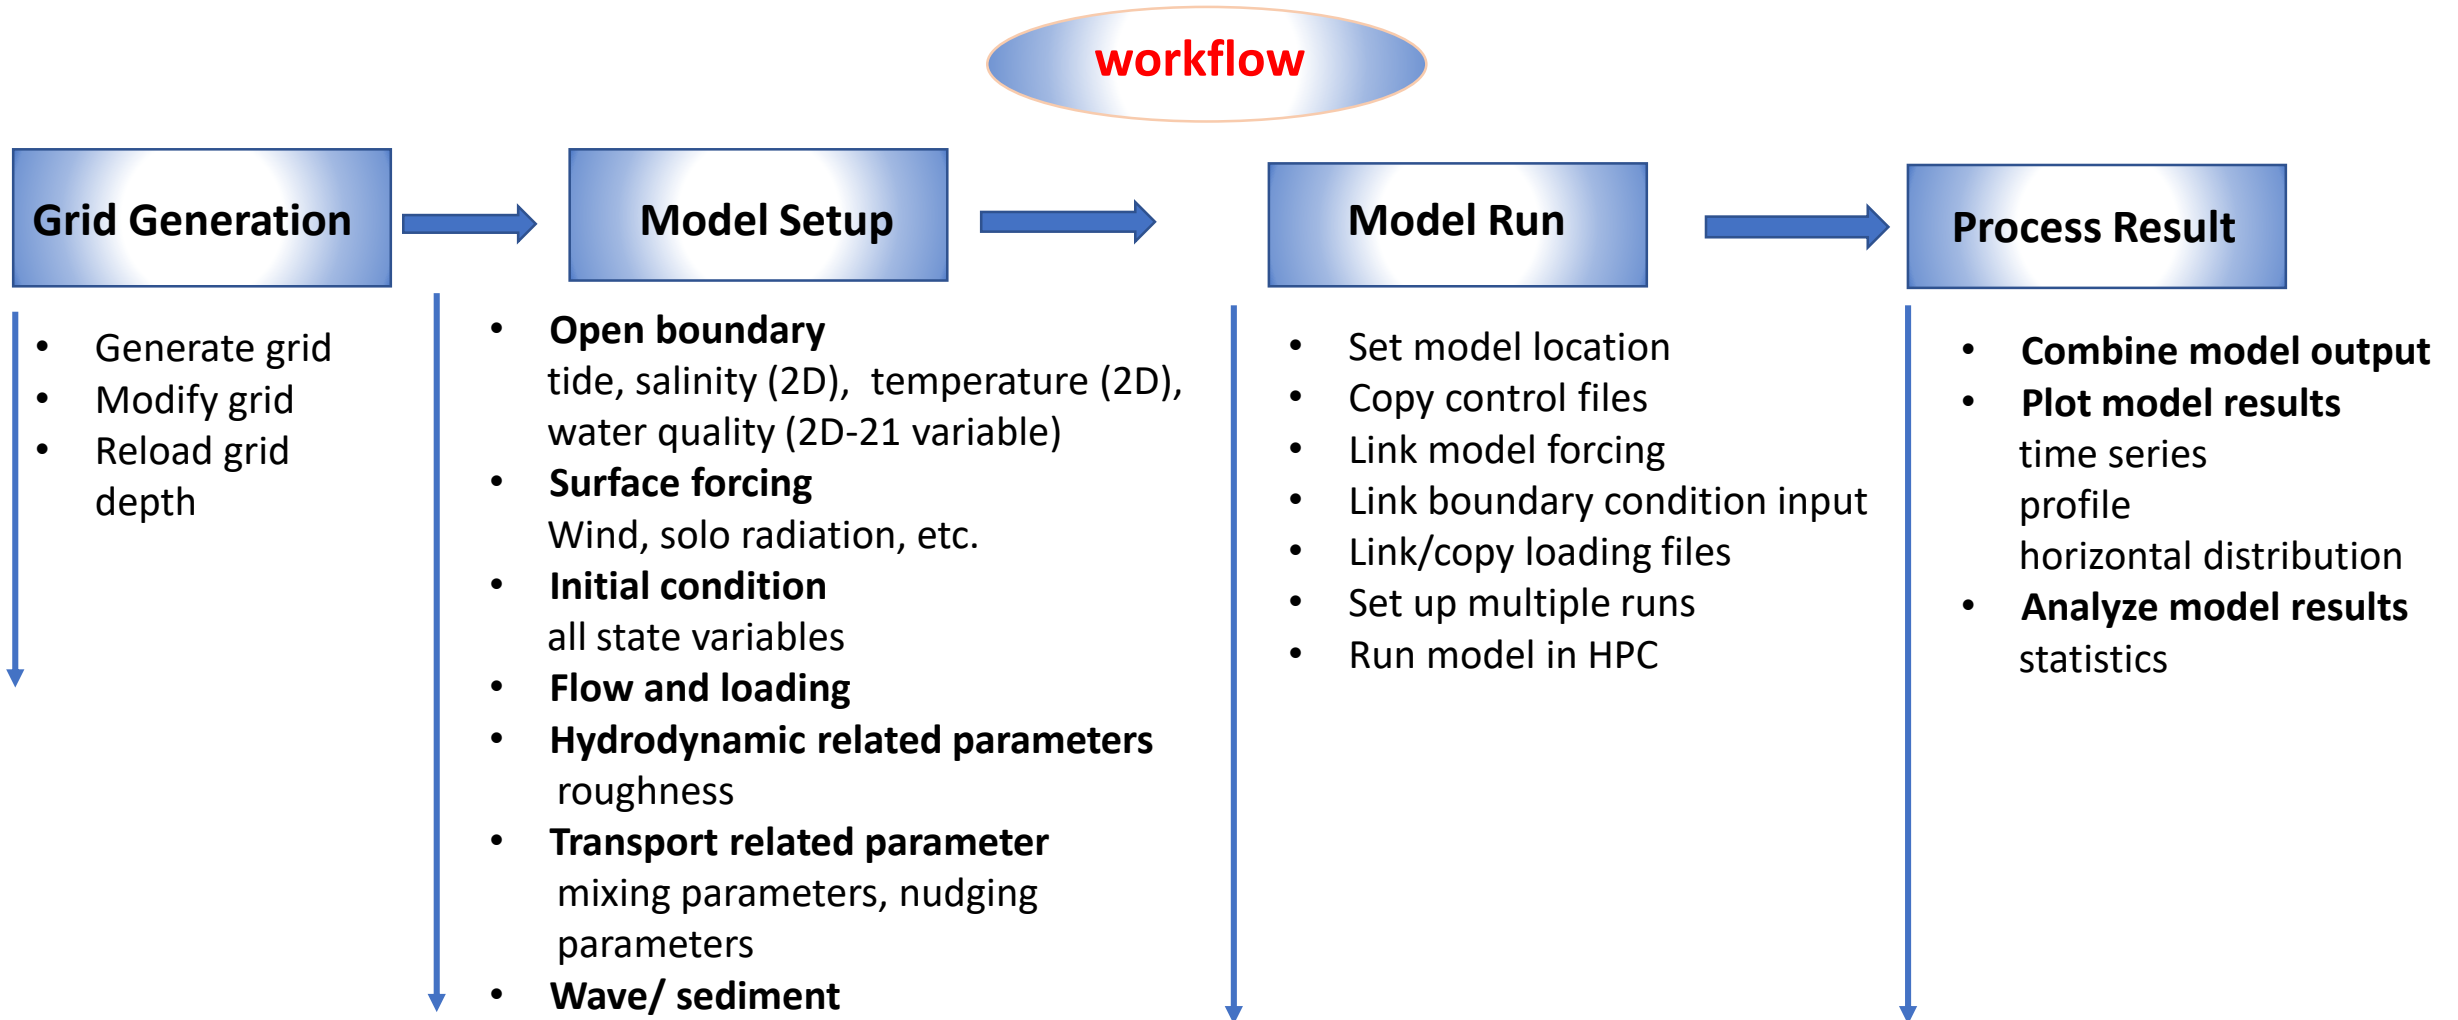 workflow
Grid Generation
• Generate grid
• Modify grid
• Reload grid
depth
Model Setup
• Open boundary
tide, salinity (2D), temperature (2D),
water quality (2D-21 variable)
• Surface forcing
Wind, solo radiation, etc.
• Initial condition
all state variables
• Flow and loading
• Hydrodynamic related parameters
roughness
• Transport related parameter
mixing parameters, nudging
parameters
• Wave/ sediment
Model Run
• Set model location
• Copy control files
• Link model forcing
• Link boundary condition input
• Link/copy loading files
• Set up multiple runs
• Run model in HPC
Process Result
• Combine model output
• Plot model results
time series
profile
horizontal distribution
• Analyze model results
statistics